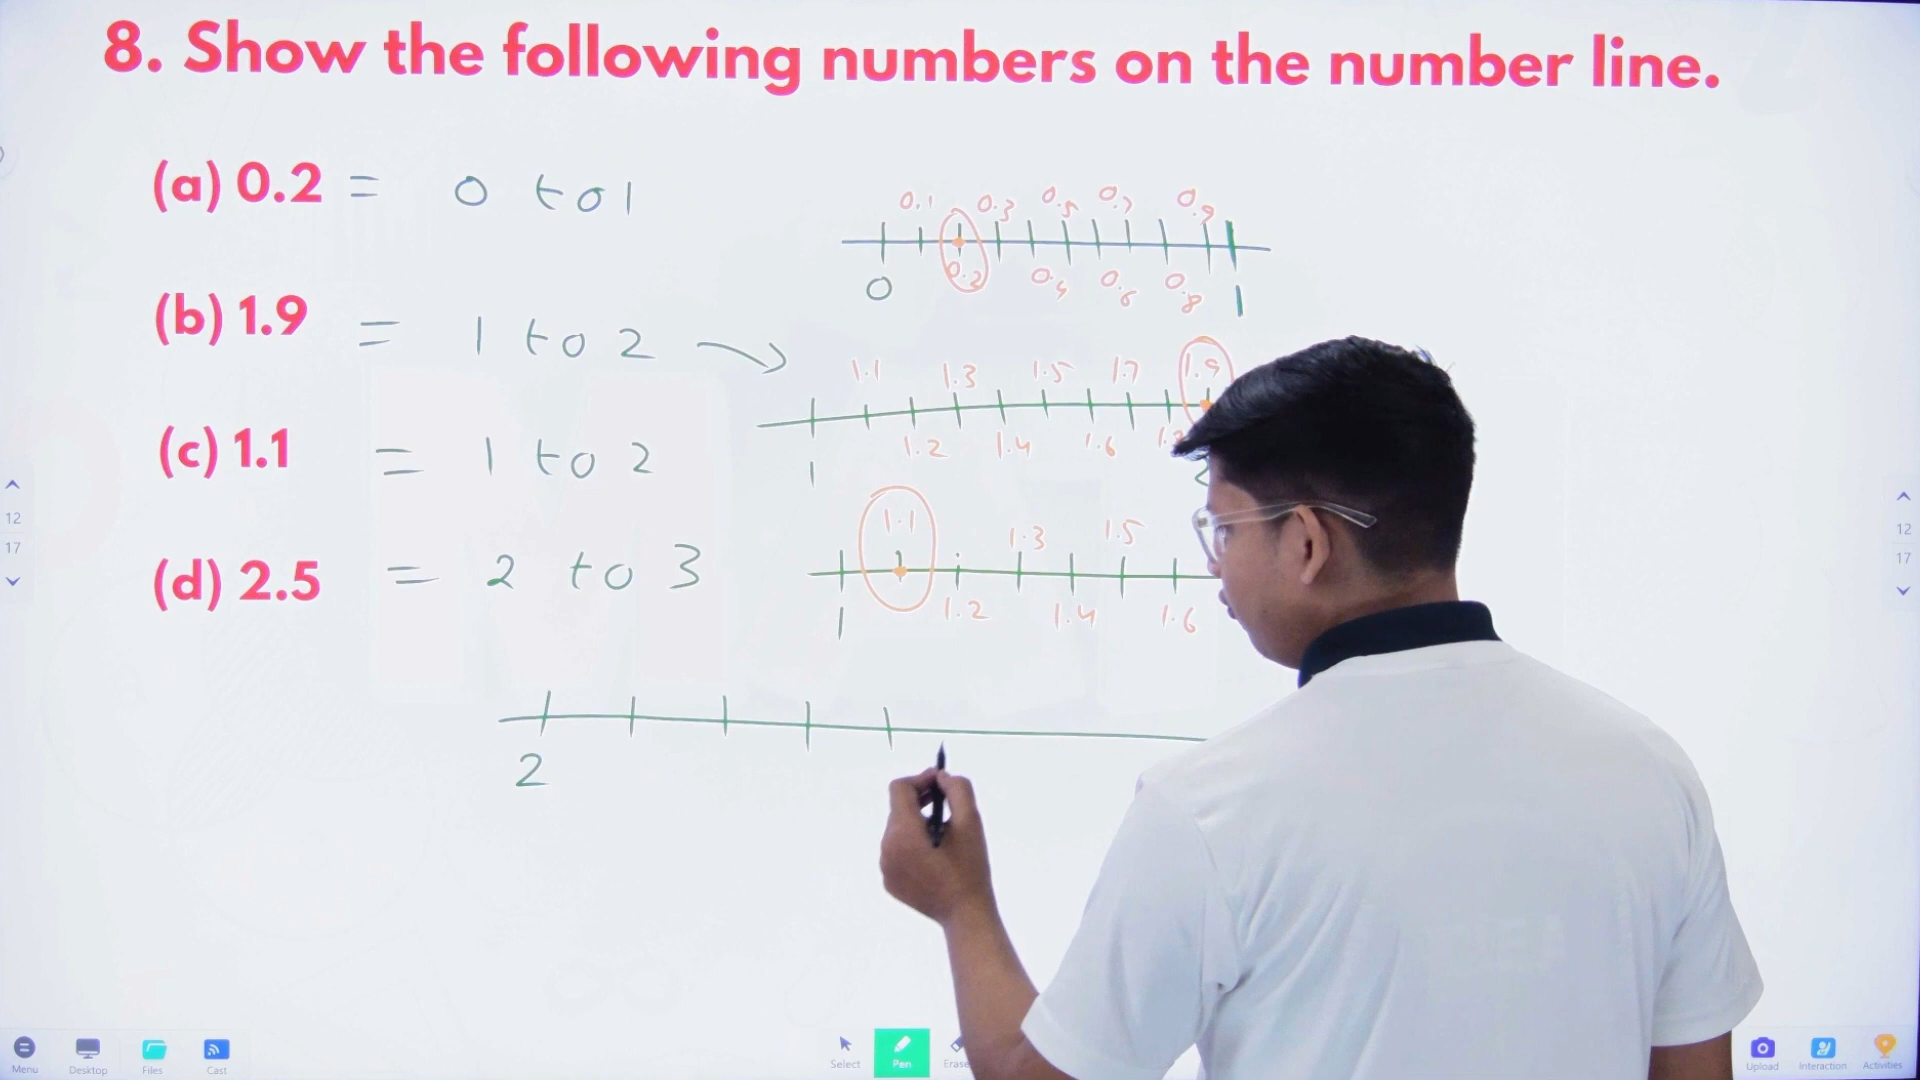 8. Show the following numbers on the number line.
(a) 0.2 = 0 to 1
0.1 0.3 0.5 0.7 0.9
0 0.2 0.4 0.6 0.8 1
(b) 1.9 = 1 to 2
1.1 1.3 1.5 1.7 1.9
1.2 1.4 1.6
1
(c) 1.1 = 1 to 2
1.1 1.3 1.5
1 1.2 1.4 1.6
(d) 2.5 = 2 to 3
2
12
17
12
17
Menu Desktop Files Cast Select Pen Erase Upload Interaction Activities